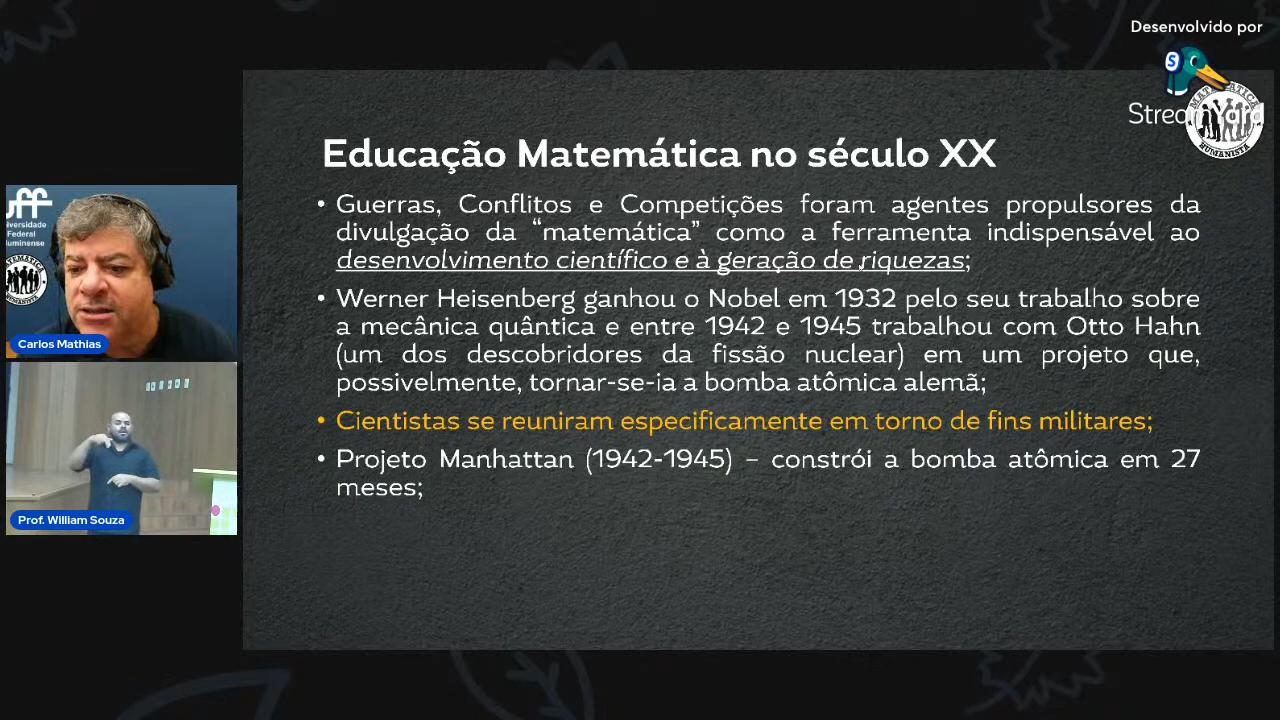 Desenvolvido por
StreamYard
MATEMÁTICA
HUMANISTA
Educação Matemática no século XX
• Guerras, Conflitos e Competições foram agentes propulsores da
divulgação da “matemática” como a ferramenta indispensável ao
desenvolvimento científico e à geração de riquezas;
• Werner Heisenberg ganhou o Nobel em 1932 pelo seu trabalho sobre
a mecânica quântica e entre 1942 e 1945 trabalhou com Otto Hahn
(um dos descobridores da fissão nuclear) em um projeto que,
possivelmente, tornar-se-ia a bomba atômica alemã;
• Cientistas se reuniram especificamente em torno de fins militares;
• Projeto Manhattan (1942-1945) – constrói a bomba atômica em 27
meses;
uff
iversidade
Federal
luminense
Carlos Mathias
Prof. William Souza